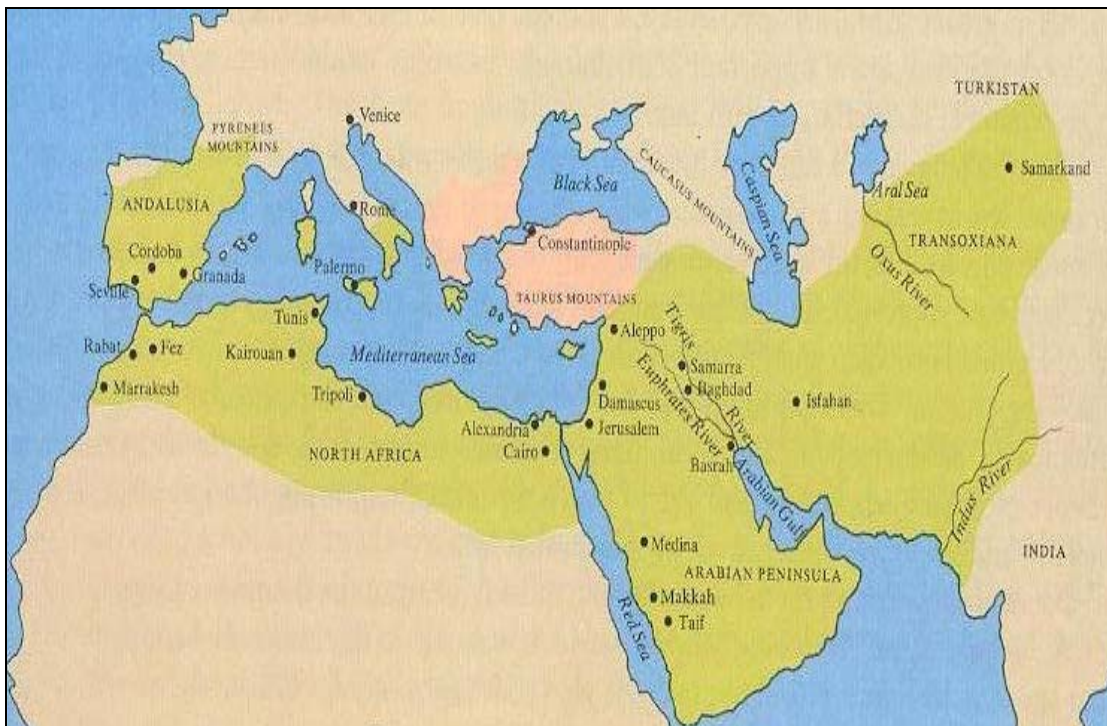 TURKISTAN
Venice
PYRENEES
MOUNTAINS
CAUCASUS MOUNTAINS
Samarkand
Black Sea
Caspian Sea
Aral Sea
ANDALUSIA
Rome
Constantinople
TRANSOXIANA
Oxus River
Cordoba
Granada
Seville
Palermo
TAURUS MOUNTAINS
Tunis
Aleppo
Tigris
River
Rabat
Fez
Kairouan
Mediterranean Sea
Samarra
Baghdad
Euphrates River
Marrakesh
Tripoli
Damascus
Isfahan
Alexandria
Jerusalem
Cairo
NORTH AFRICA
Basrah
Arabian Gulf
Indus River
Medina
INDIA
ARABIAN PENINSULA
Makkah
Red Sea
Taif